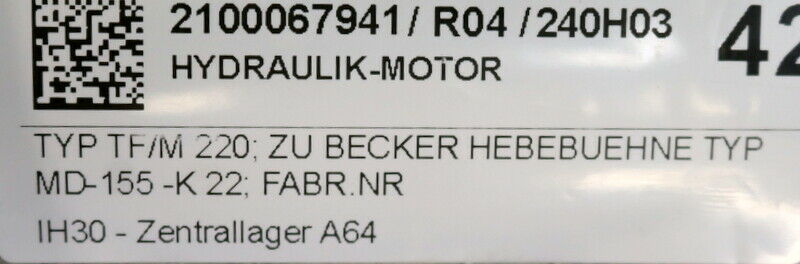 2100067941/ R04 /240H03
42
HYDRAULIK-MOTOR
TYP TF/M 220; ZU BECKER HEBEBUEHNE TYP
MD-155 -K 22; FABR.NR
IH30 - Zentrallager A64